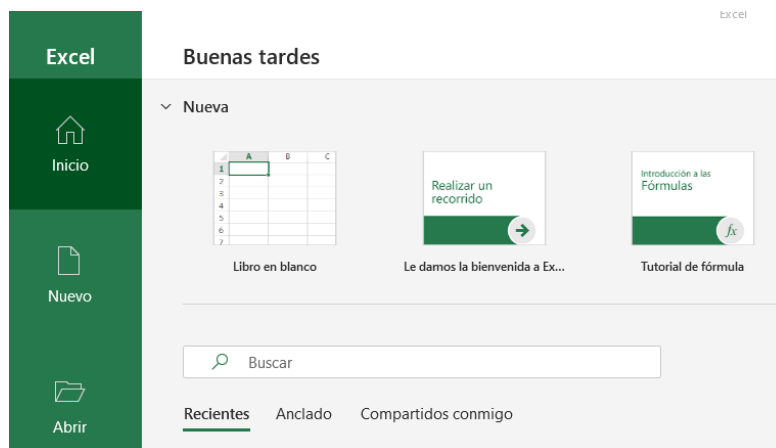 Excel
Excel
Buenas tardes
Nueva
Inicio
A B C
1
2
3
4
5
6
7
Realizar un
recorrido
Introducción a las
Fórmulas
fx
Libro en blanco
Le damos la bienvenida a Ex...
Tutorial de fórmula
Nuevo
Buscar
Recientes Anclado Compartidos conmigo
Abrir